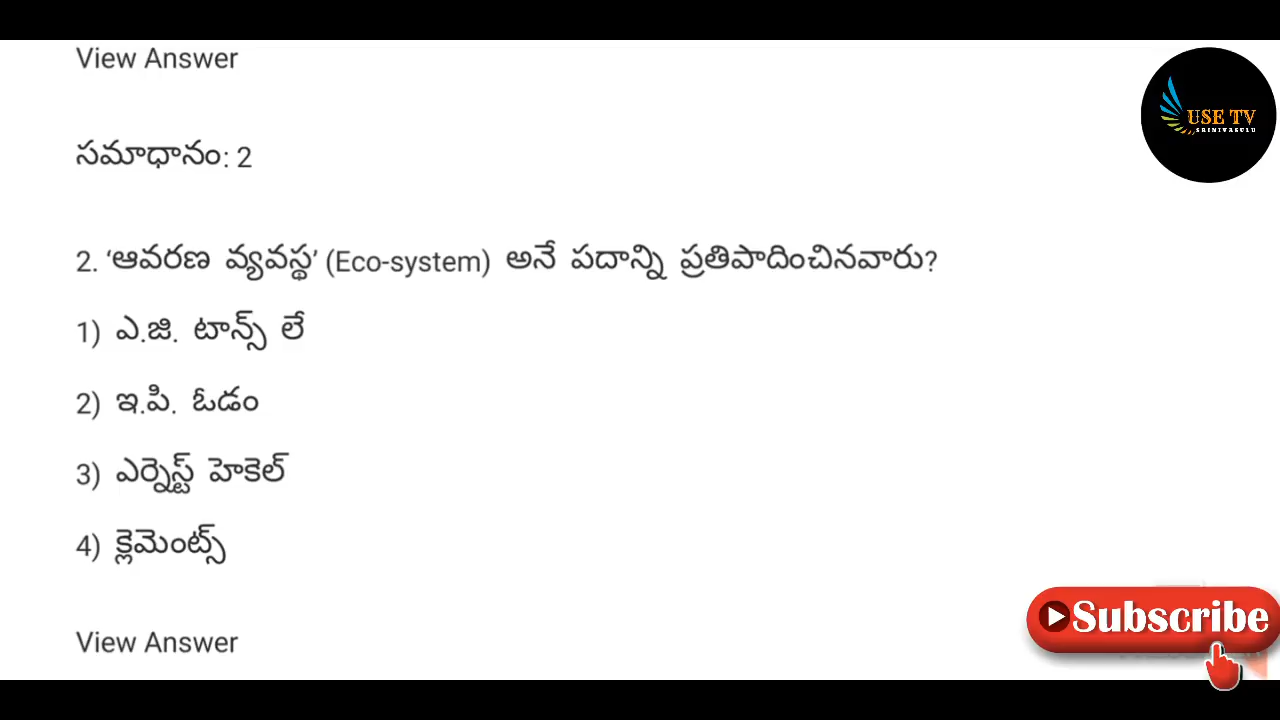 View Answer
USE TV
SRINIVASULU
సమాధానం: 2
2. ‘ఆవరణ వ్యవస్థ’ (Eco-system) అనే పదాన్ని ప్రతిపాదించినవారు?
1) ఎ.జి. టాన్స్ లే
2) ఇ.పి. ఓడం
3) ఎర్నెస్ట్ హెకెల్
4) క్లెమెంట్స్
Subscribe
View Answer